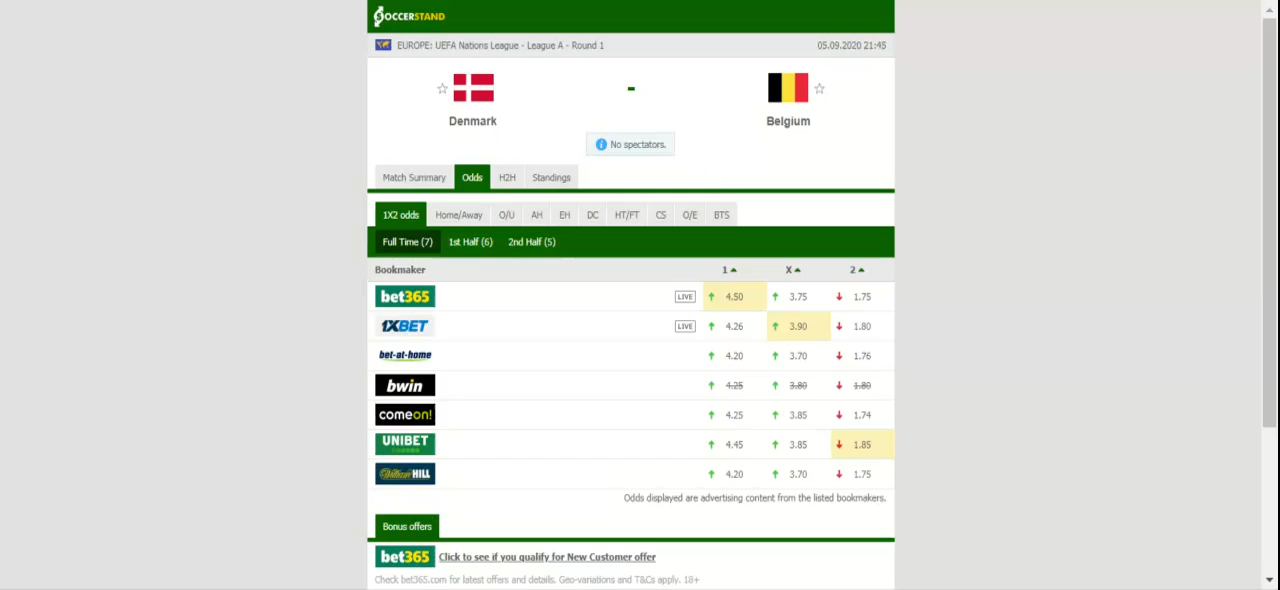 SOCCERSTAND
EUROPE: UEFA Nations League - League A - Round 1 05.09.2020 21:45
-
Denmark Belgium
No spectators.
Match Summary Odds H2H Standings
1X2 odds Home/Away O/U AH EH DC HT/FT CS O/E BTS
Full Time (7) 1st Half (6) 2nd Half (5)
Bookmaker 1 X 2
bet365 LIVE 4.50 3.75 1.75
1XBET LIVE 4.26 3.90 1.80
bet-at-home 4.20 3.70 1.76
bwin 4.25 3.80 1.80
comeon! 4.25 3.85 1.74
UNIBET 4.45 3.85 1.85
William HILL 4.20 3.70 1.75
Odds displayed are advertising content from the listed bookmakers.
Bonus offers
bet365 Click to see if you qualify for New Customer offer
Check bet365.com for latest offers and details. Geo-variations and T&Cs apply. 18+